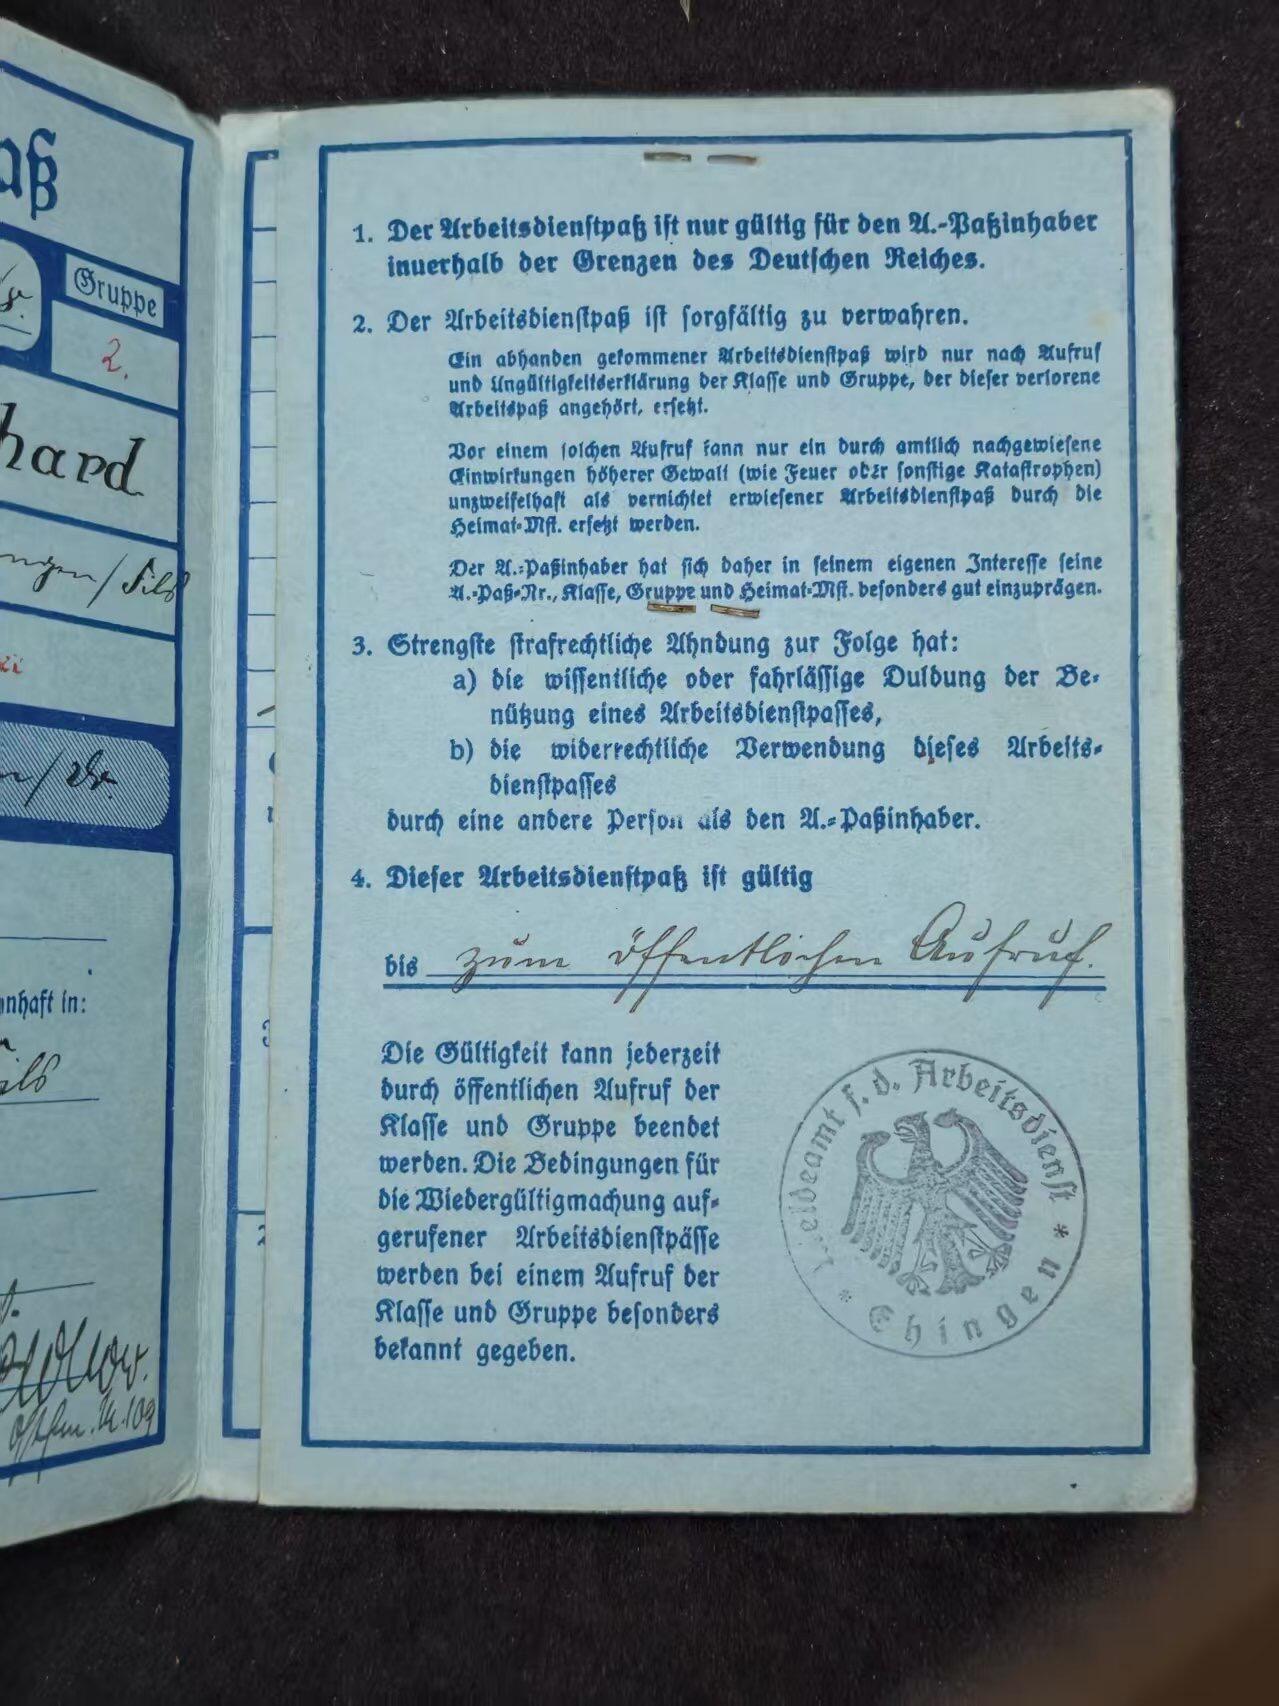 aß
Gruppe
2.
hard
ngen/Fils
nhaft in:
ils
1. Der Arbeitsdienstpaß ist nur gültig für den A.-Paßinhaber
innerhalb der Grenzen des Deutschen Reiches.
2. Der Arbeitsdienstpaß ist sorgfältig zu verwahren.
Ein abhanden gekommener Arbeitsdienstpaß wird nur nach Aufruf
und Ungültigkeitserklärung der Klasse und Gruppe, der dieser verlorene
Arbeitspaß angehört, ersetzt.
Vor einem solchen Aufruf kann nur ein durch amtlich nachgewiesene
Einwirkungen höherer Gewalt (wie Feuer oder sonstige Katastrophen)
unzweifelhaft als vernichtet erwiesener Arbeitsdienstpaß durch die
Heimat-Mst. ersetzt werden.
Der A.-Paßinhaber hat sich daher in seinem eigenen Interesse seine
A.-Paß-Nr., Klasse, Gruppe und Heimat-Mst. besonders gut einzuprägen.
3. Strengste strafrechtliche Ahndung zur Folge hat:
a) die wissentliche oder fahrlässige Duldung der Be-
nützung eines Arbeitsdienstpasses,
b) die widerrechtliche Verwendung dieses Arbeits-
dienstpasses
durch eine andere Person als den A.-Paßinhaber.
4. Dieser Arbeitsdienstpaß ist gültig
bis zum öffentlichen Aufruf.
Die Gültigkeit kann jederzeit
durch öffentlichen Aufruf der
Klasse und Gruppe beendet
werden. Die Bedingungen für
die Wiedergültigmachung auf-
gerufener Arbeitsdienstpässe
werden bei einem Aufruf der
Klasse und Gruppe besonders
bekannt gegeben.
Meldeamt f. d. Arbeitsdienst
* Ehingen *